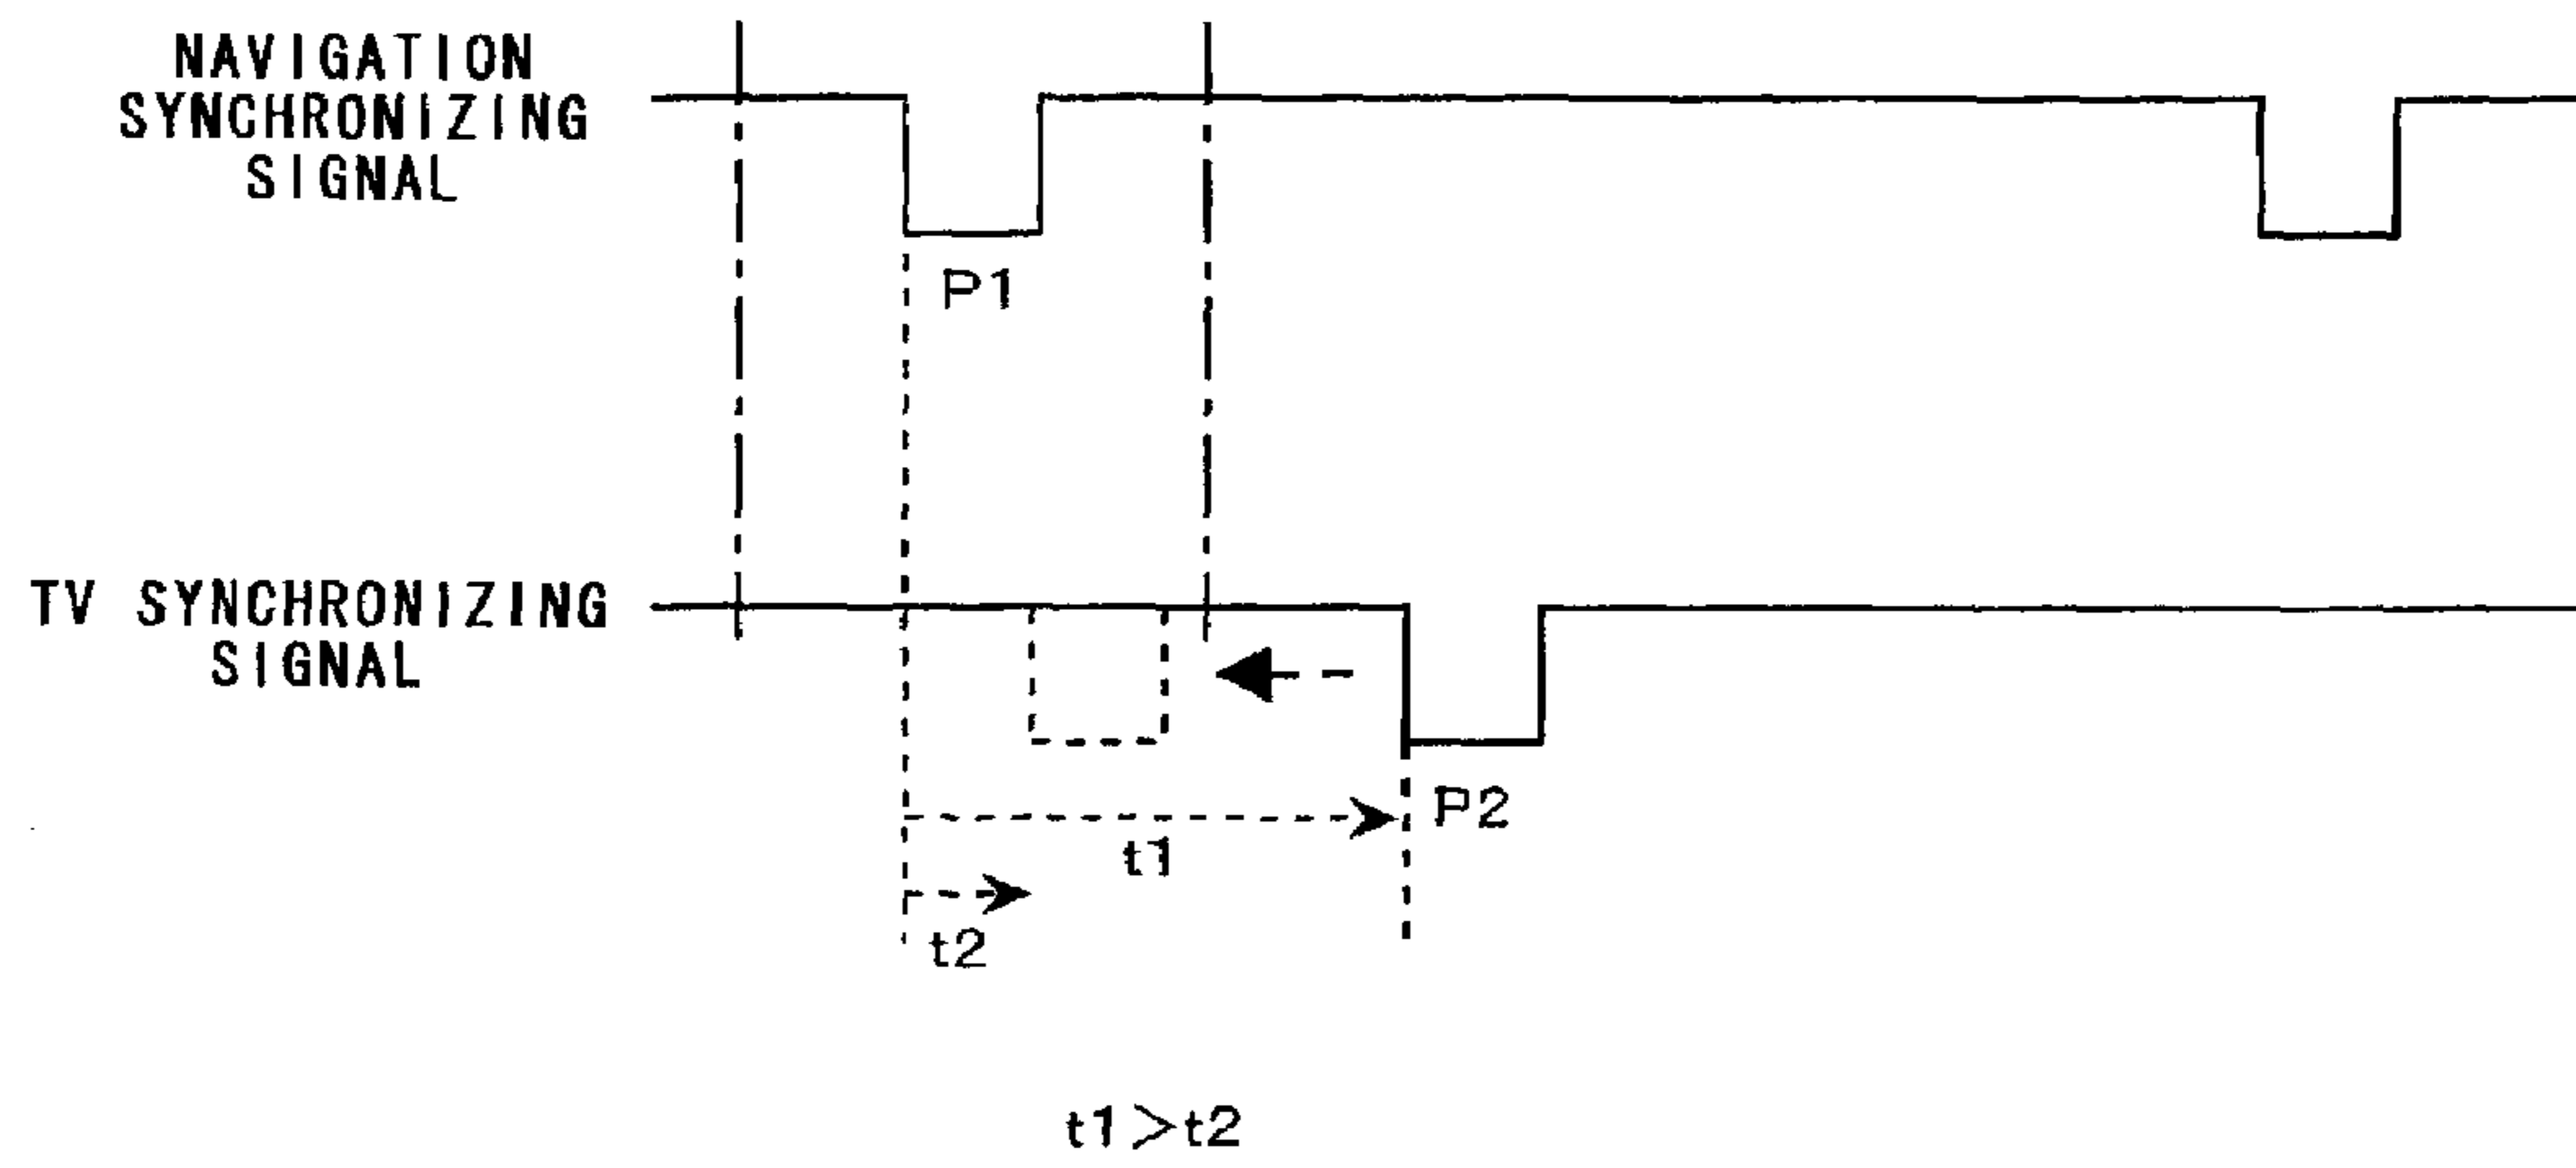 NAVIGATION
SYNCHRONIZING
SIGNAL
P1
TV SYNCHRONIZING
SIGNAL
P2
t1
t2
t1>t2